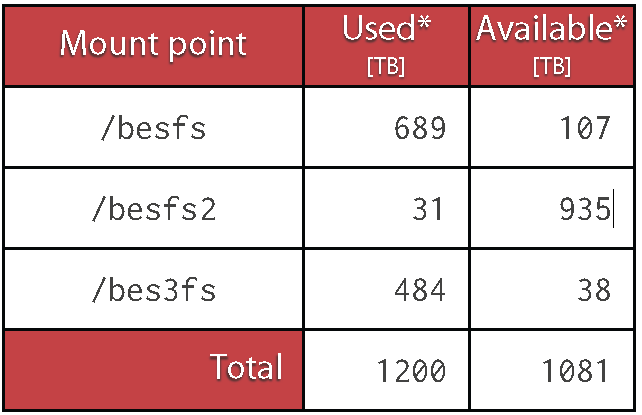 Mount point Used* Available*
[TB] [TB]
/besfs 689 107
/besfs2 31 935
/bes3fs 484 38
Total 1200 1081